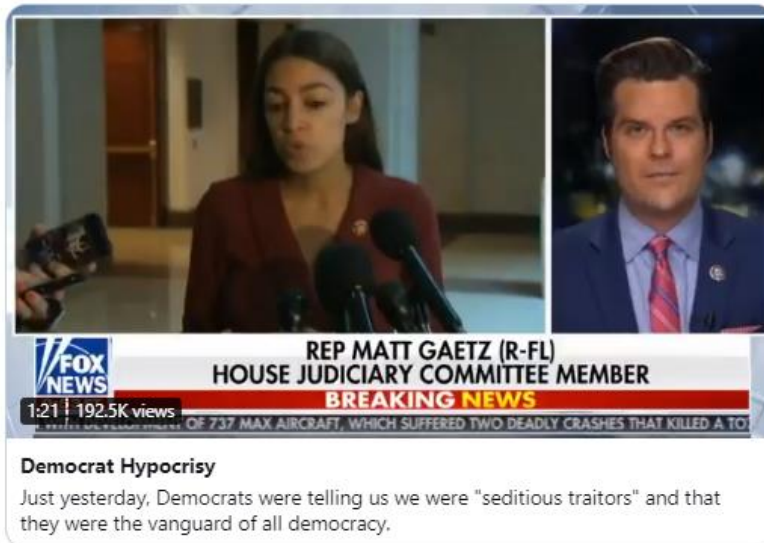 REP MATT GAETZ (R-FL)
FOX
NEWS
HOUSE JUDICIARY COMMITTEE MEMBER
BREAKING NEWS
1:21 192.5K views
OF 737 MAX AIRCRAFT, WHICH SUFFERED TWO DEADLY CRASHES THAT KILLED A
Democrat Hypocrisy
Just yesterday, Democrats were telling us we were "seditious traitors" and that
they were the vanguard of all democracy.